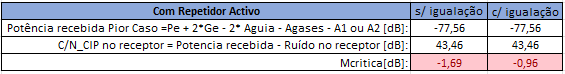 Com Repetidor Activo s/ igualação c/ igualação
Potência recebida Pior Caso =Pe + 2*Ge - 2* Aguia - Agases - A1 ou A2 [dB]: -77,56 -77,56
C/N_CIP no receptor = Potencia recebida - Ruído no receptor [dB]: 43,46 43,46
Mcritica[dB]: -1,69 -0,96